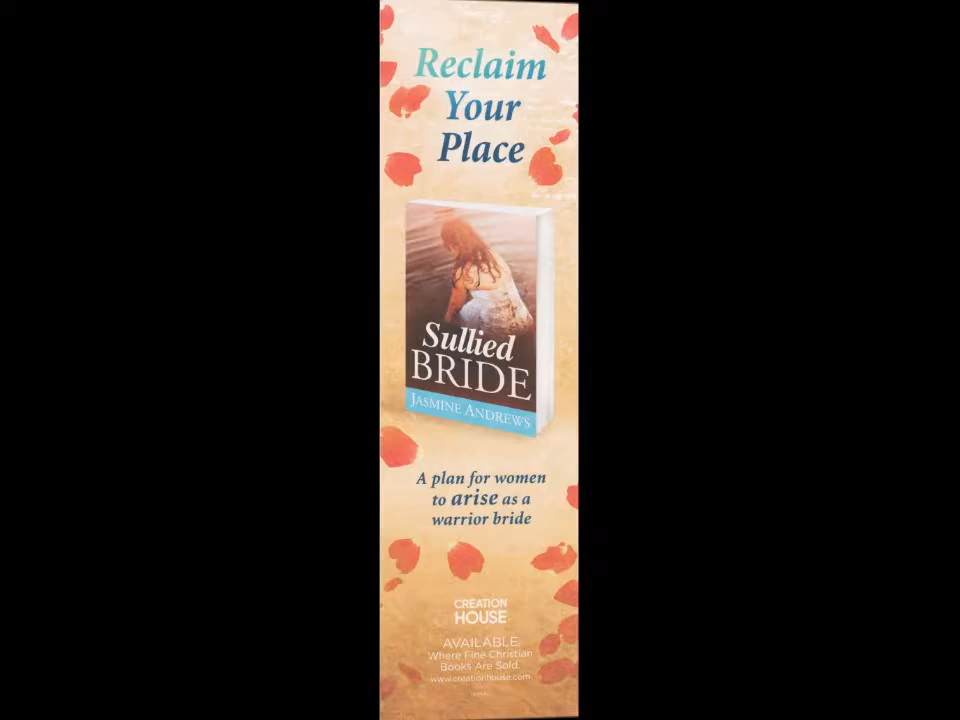 Reclaim
Your
Place
Sullied
BRIDE
JASMINE ANDREWS
A plan for women
to arise as a
warrior bride
CREATION
HOUSE
AVAILABLE
Where Fine Christian
Books Are Sold.
www.creationhouse.com